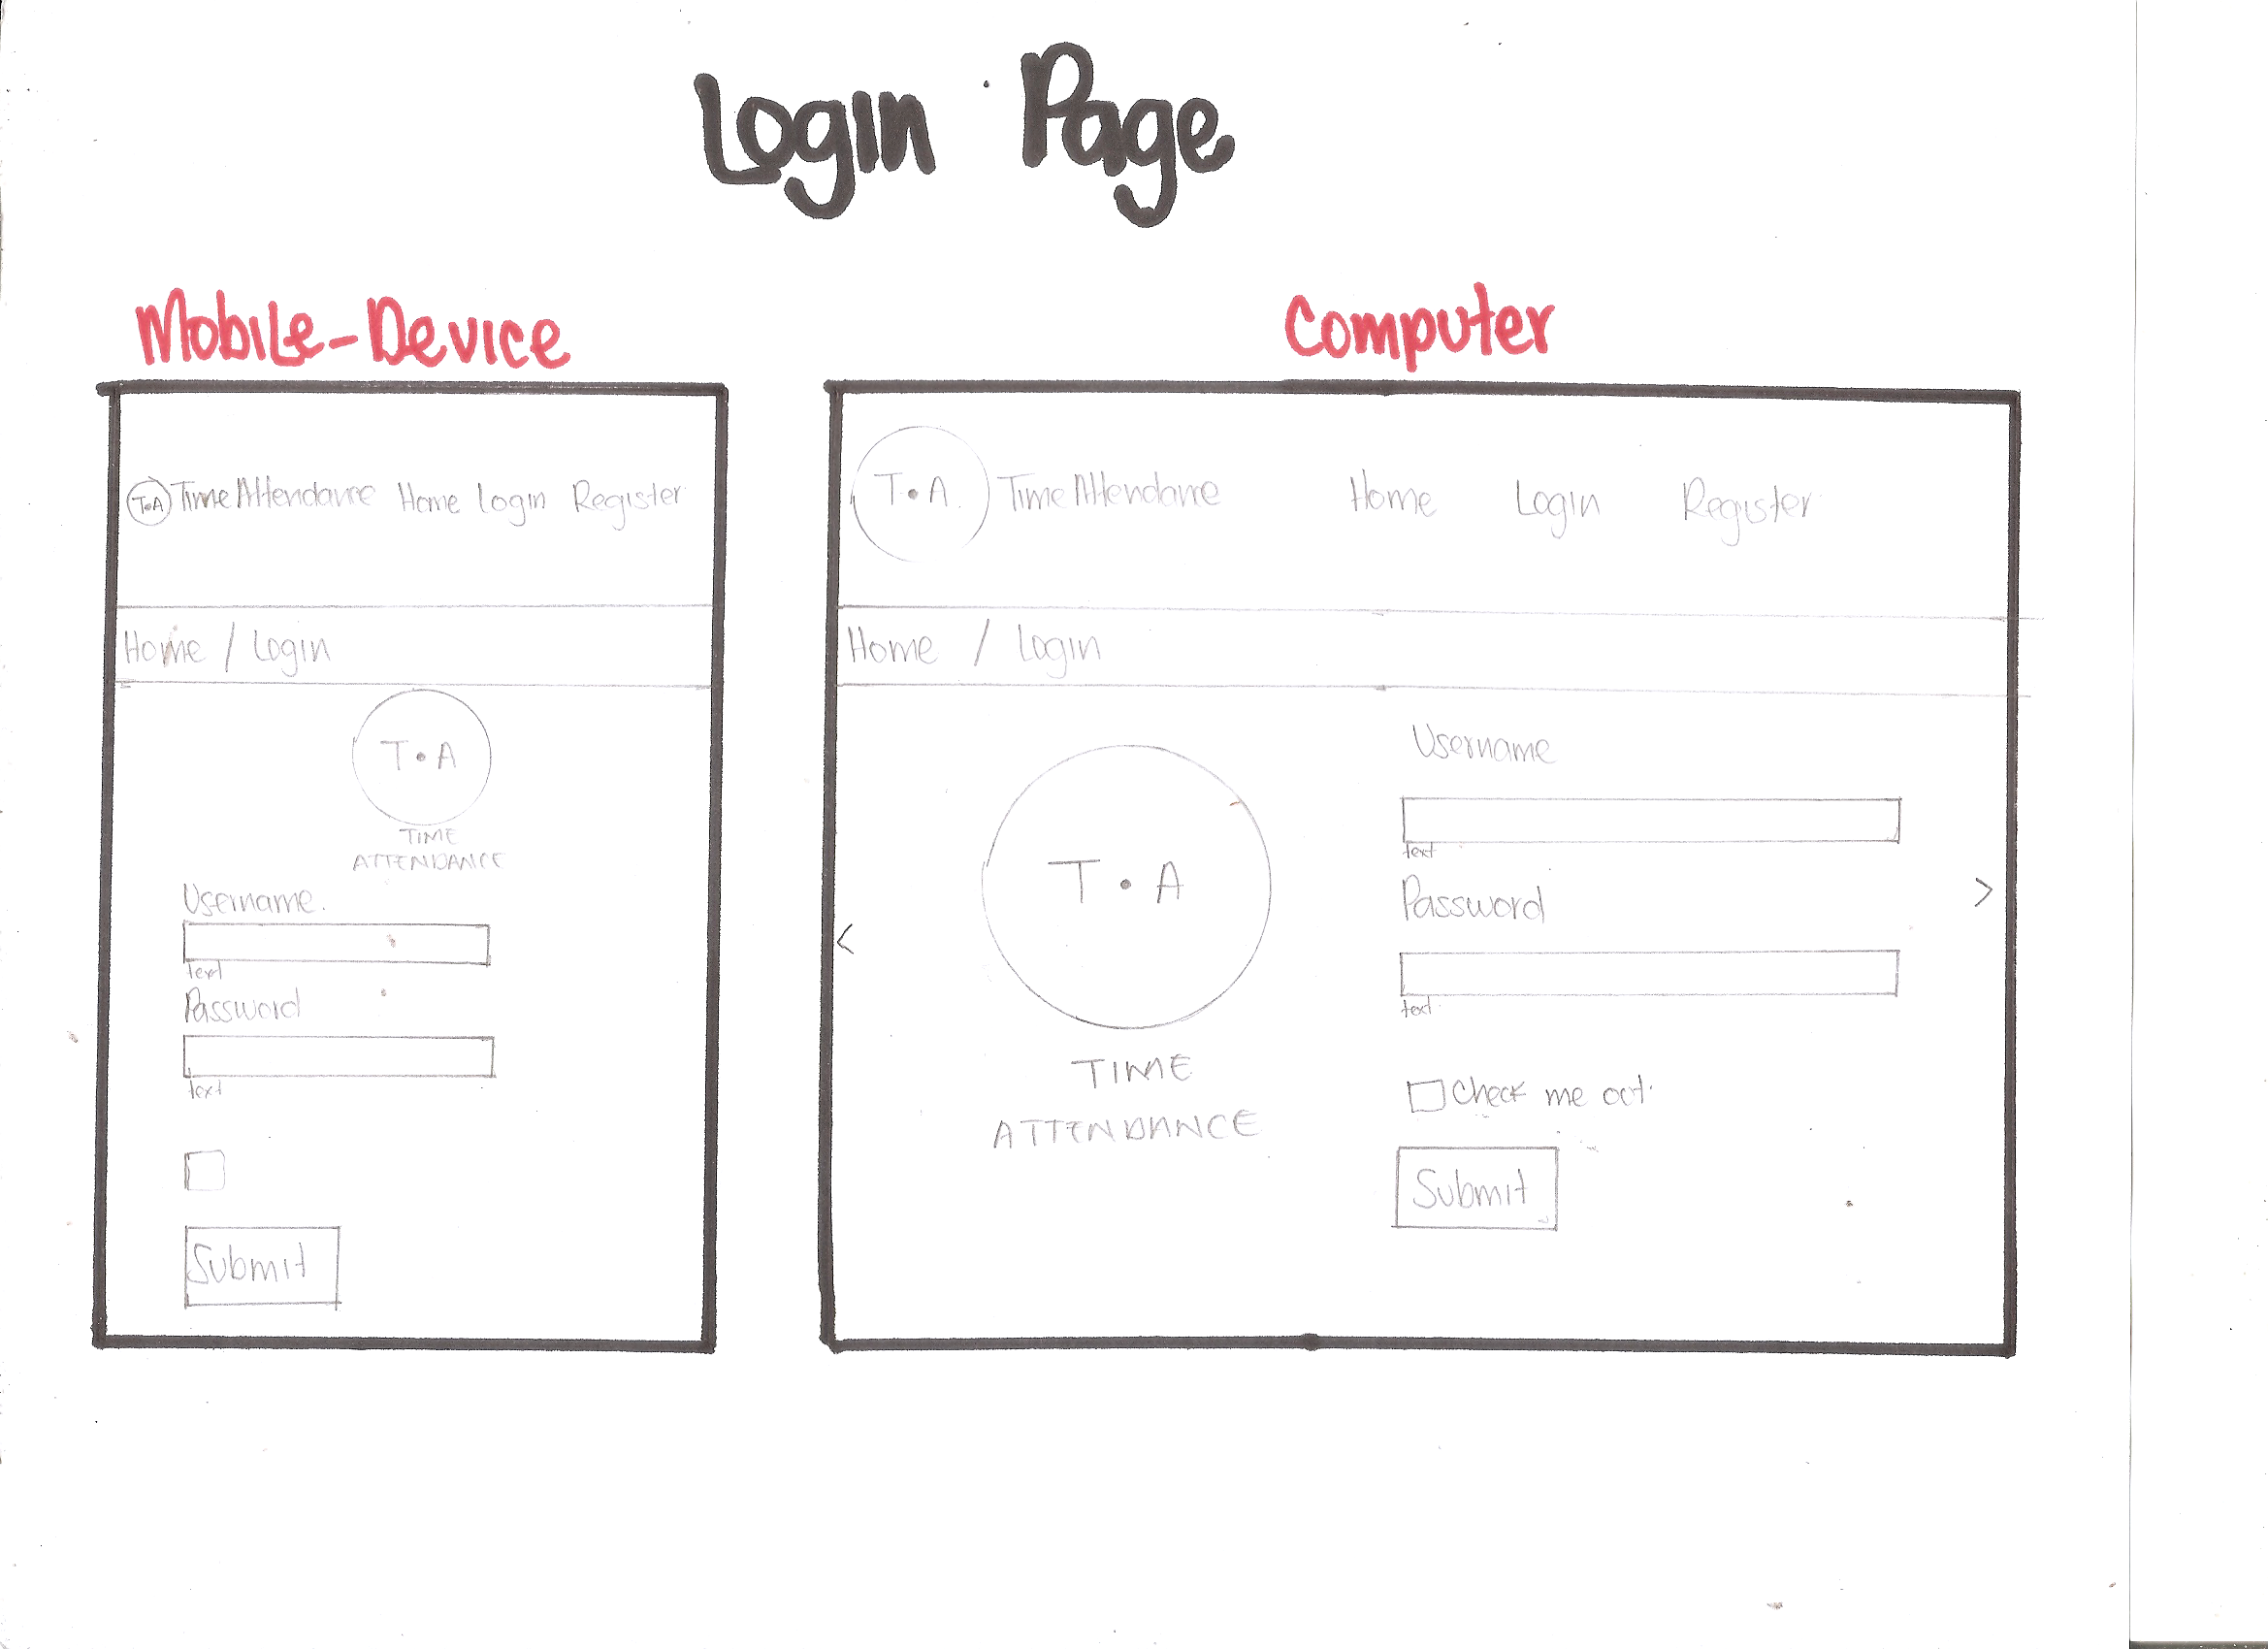 Login Page
Mobile-Device
T•A Time Attendance Home Login Register
Home / Login
T•A
TIME
ATTENDANCE
Username.
text
Password
text
Submit
Computer
T•A Time Attendance Home Login Register
Home / Login
T•A
TIME
ATTENDANCE
<
Username
text
Password
text
>
Check me out
Submit